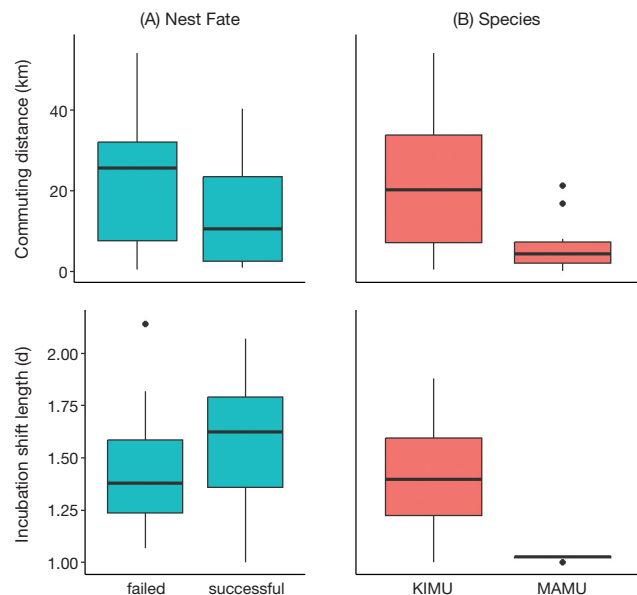 (A) Nest Fate
(B) Species
Commuting distance (km)
40
20
0
Incubation shift length (d)
2.00
1.75
1.50
1.25
1.00
failed
successful
KIMU
MAMU